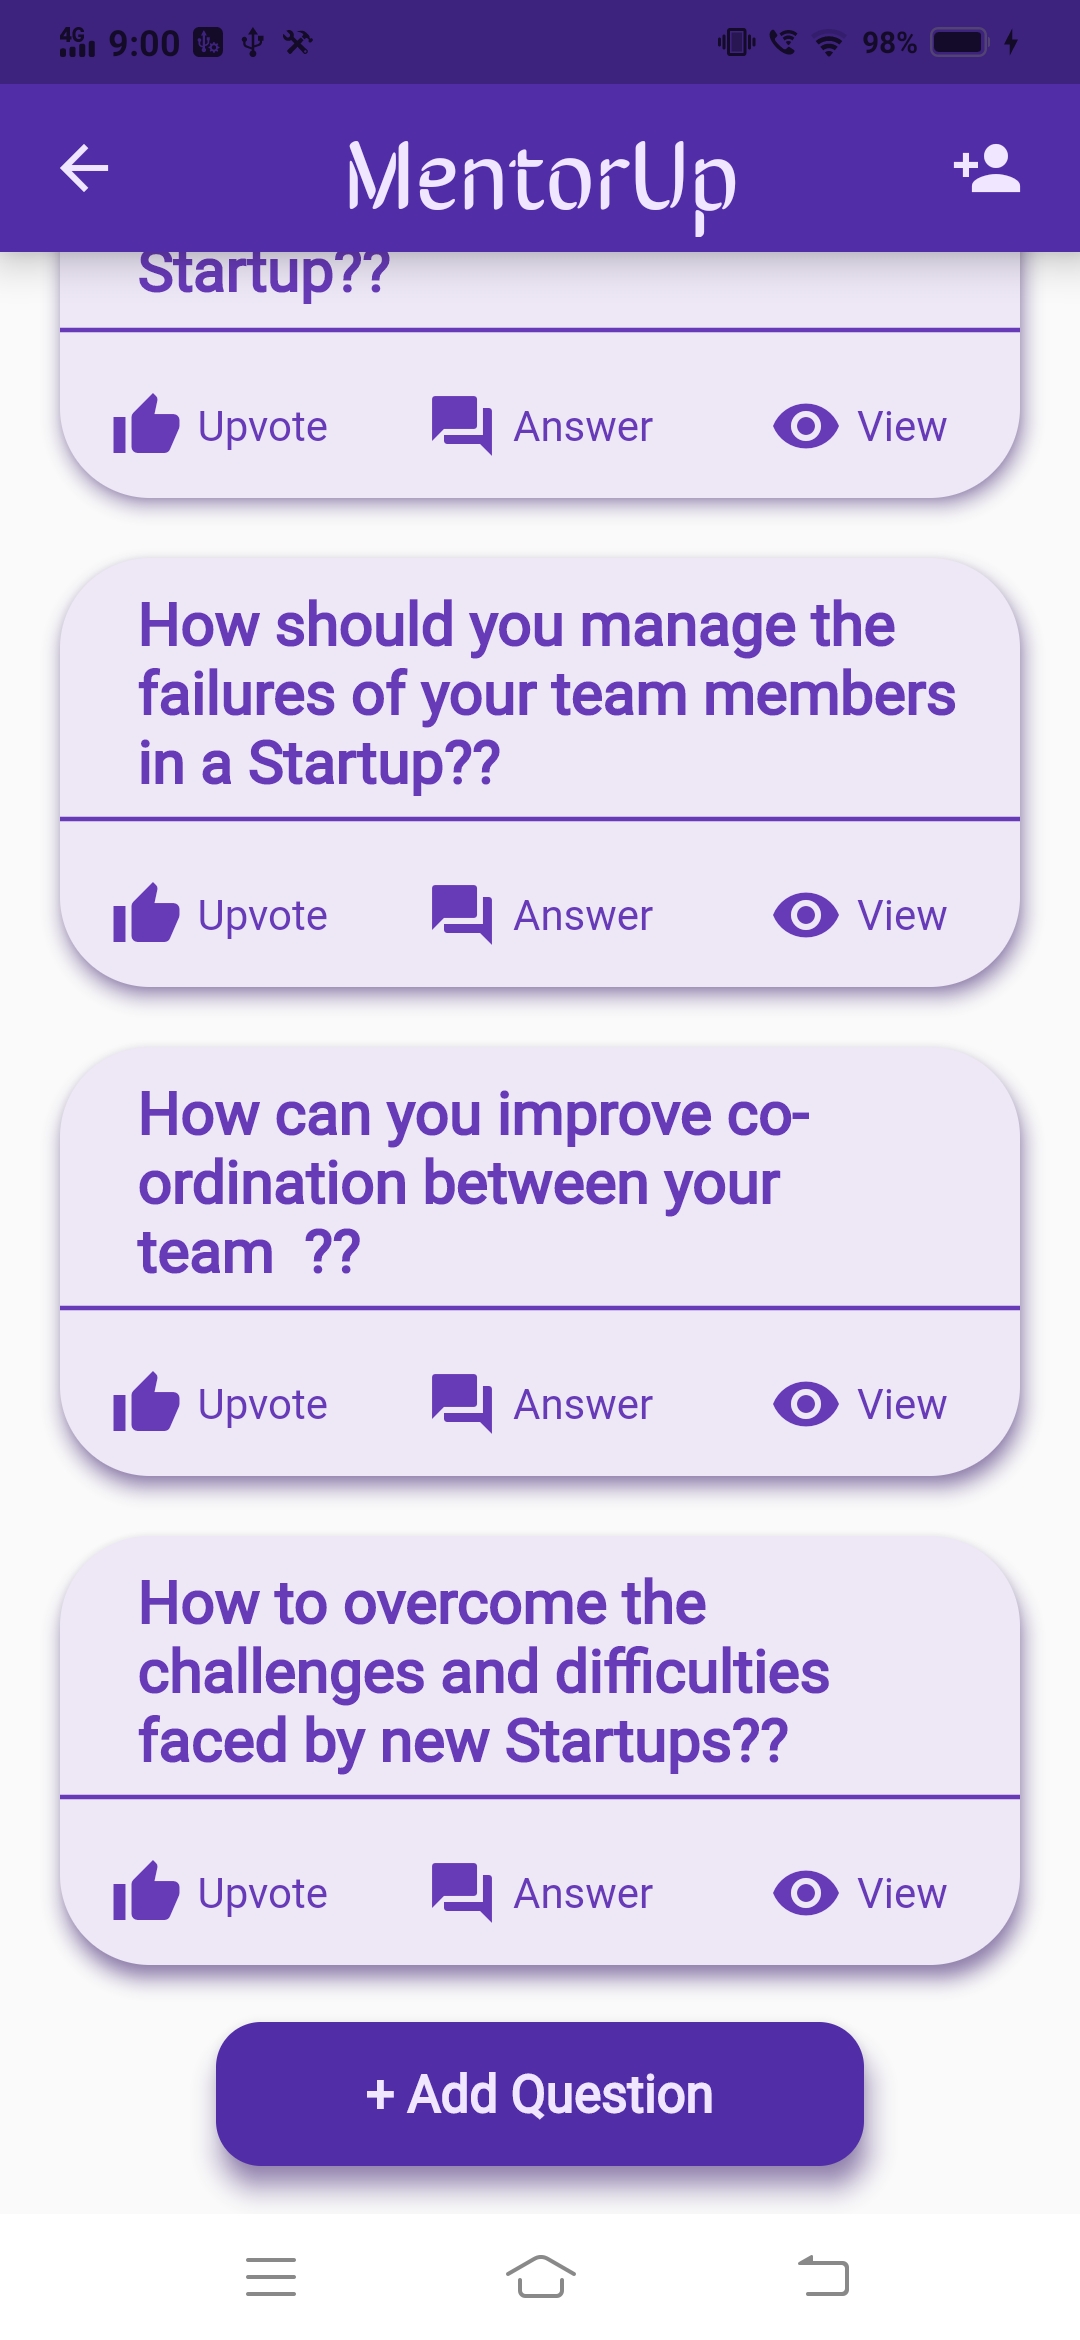 4G 9:00 98%
MentorUp
Startup??
Upvote Answer View
How should you manage the
failures of your team members
in a Startup??
Upvote Answer View
How can you improve co-
ordination between your
team  ??
Upvote Answer View
How to overcome the
challenges and difficulties
faced by new Startups??
Upvote Answer View
+ Add Question